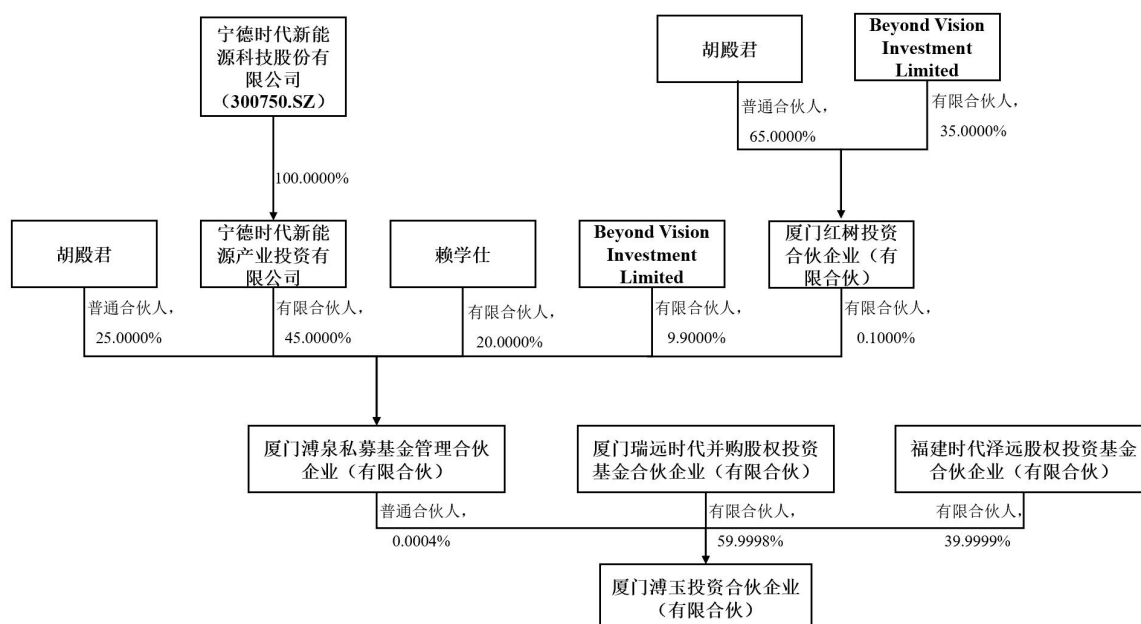 宁德时代新能
源科技股份有
限公司
（300750.SZ）
胡殿君
Beyond Vision
Investment
Limited
普通合伙人，
65.0000%
有限合伙人，
35.0000%
100.0000%
胡殿君
宁德时代新能
源产业投资有
限公司
赖学仕
Beyond Vision
Investment
Limited
厦门红树投资
合伙企业（有
限合伙）
普通合伙人，
25.0000%
有限合伙人，
45.0000%
有限合伙人，
20.0000%
有限合伙人，
9.9000%
有限合伙人，
0.1000%
厦门溥泉私募基金管理合伙
企业（有限合伙）
厦门瑞远时代并购股权投资
基金合伙企业（有限合伙）
福建时代泽远股权投资基金
合伙企业（有限合伙）
普通合伙人，
0.0004%
有限合伙人，
59.9998%
有限合伙人，
39.9999%
厦门溥玉投资合伙企业
（有限合伙）